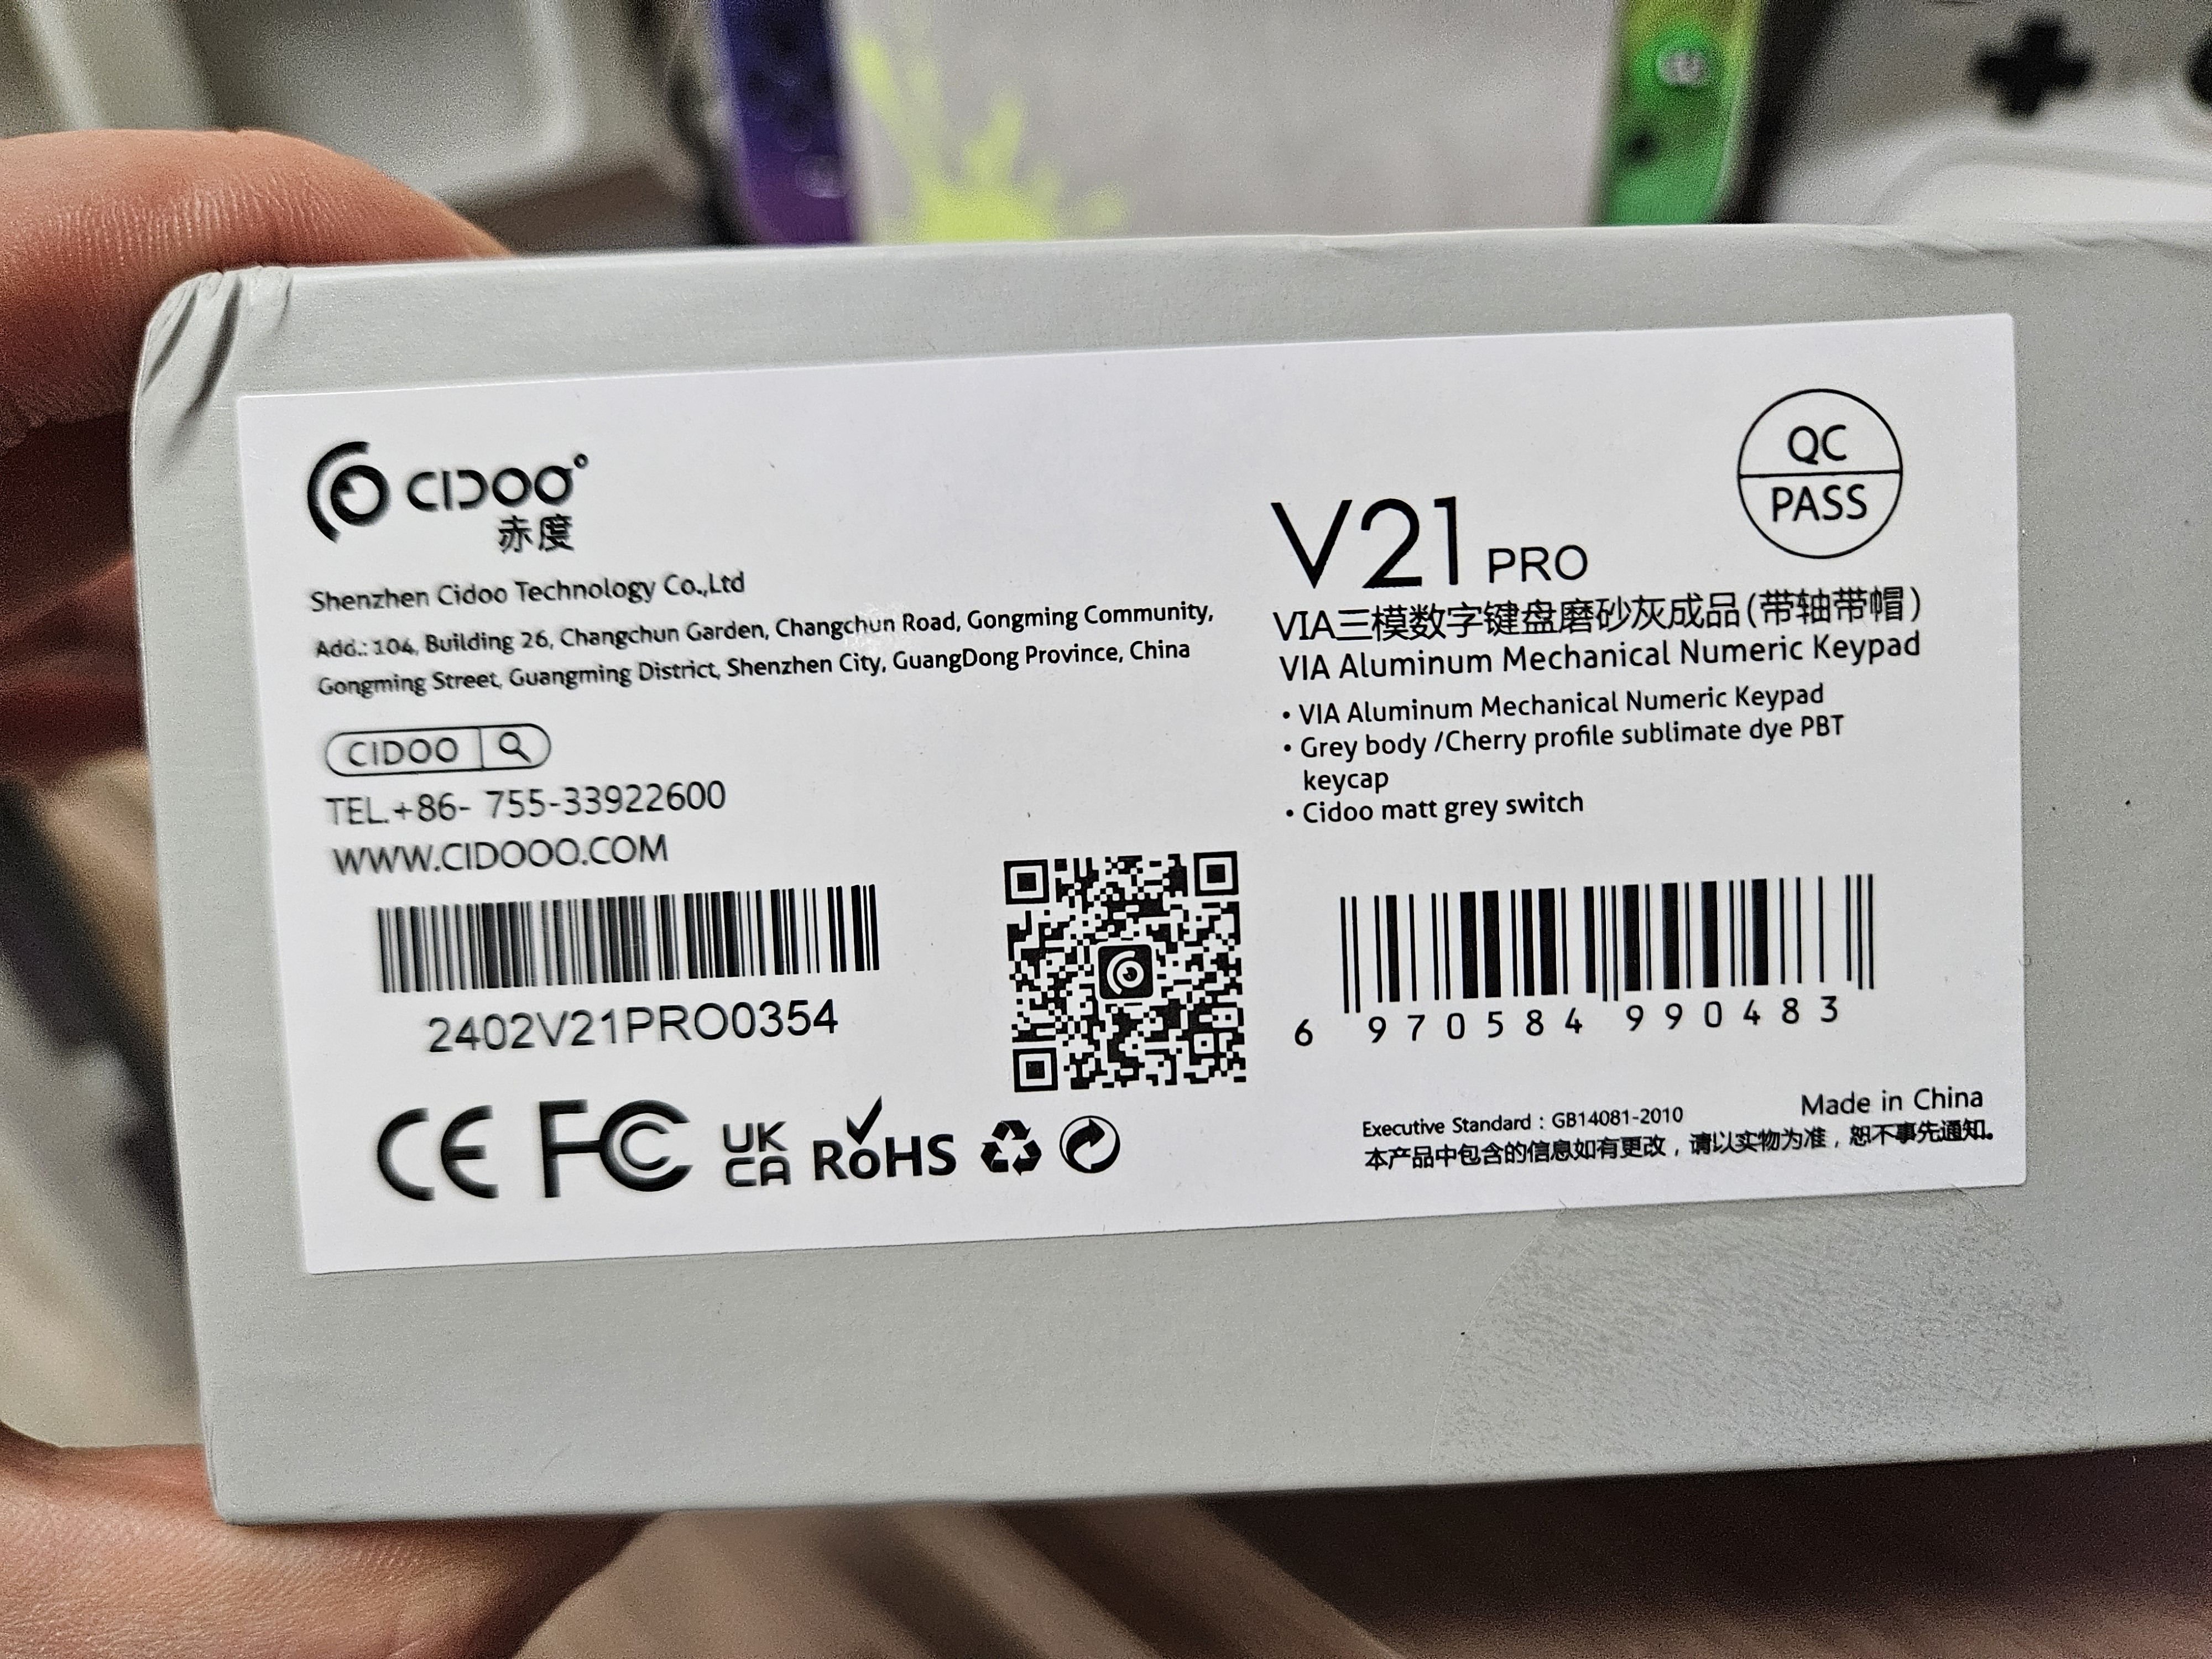 CIDOO°
赤度
Shenzhen Cidoo Technology Co.,Ltd
Add.: 104, Building 26, Changchun Garden, Changchun Road, Gongming Community,
Gongming Street, Guangming District, Shenzhen City, GuangDong Province, China
CIDOO
TEL.+86- 755-33922600
WWW.CIDOOO.COM
2402V21PRO0354
CE FC UK
CA RoHS
QC
PASS
V21 PRO
VIA三模数字键盘磨砂灰成品(带轴带帽)
VIA Aluminum Mechanical Numeric Keypad
• VIA Aluminum Mechanical Numeric Keypad
• Grey body /Cherry profile sublimate dye PBT
keycap
• Cidoo matt grey switch
6 970584 990483
Made in China
Executive Standard : GB14081-2010
本产品中包含的信息如有更改，请以实物为准，恕不事先通知。